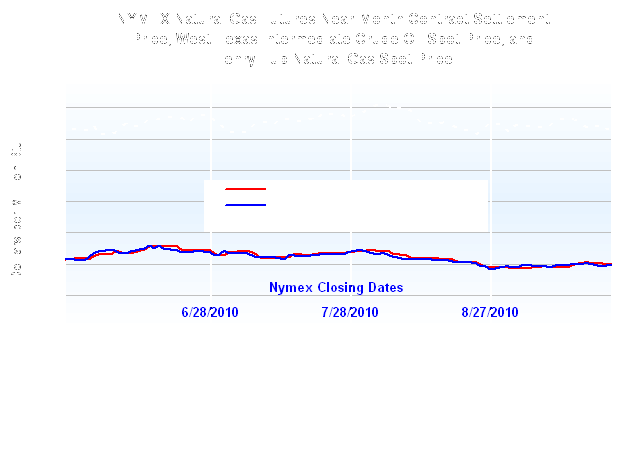 NYMEX Natural Gas Futures Near-Month Contract Settlement
Price, West Texas Intermediate Crude Oil Spot Price, and
Henry Hub Natural Gas Spot Price
Nymex Closing Dates
6/28/2010 7/28/2010 8/27/2010